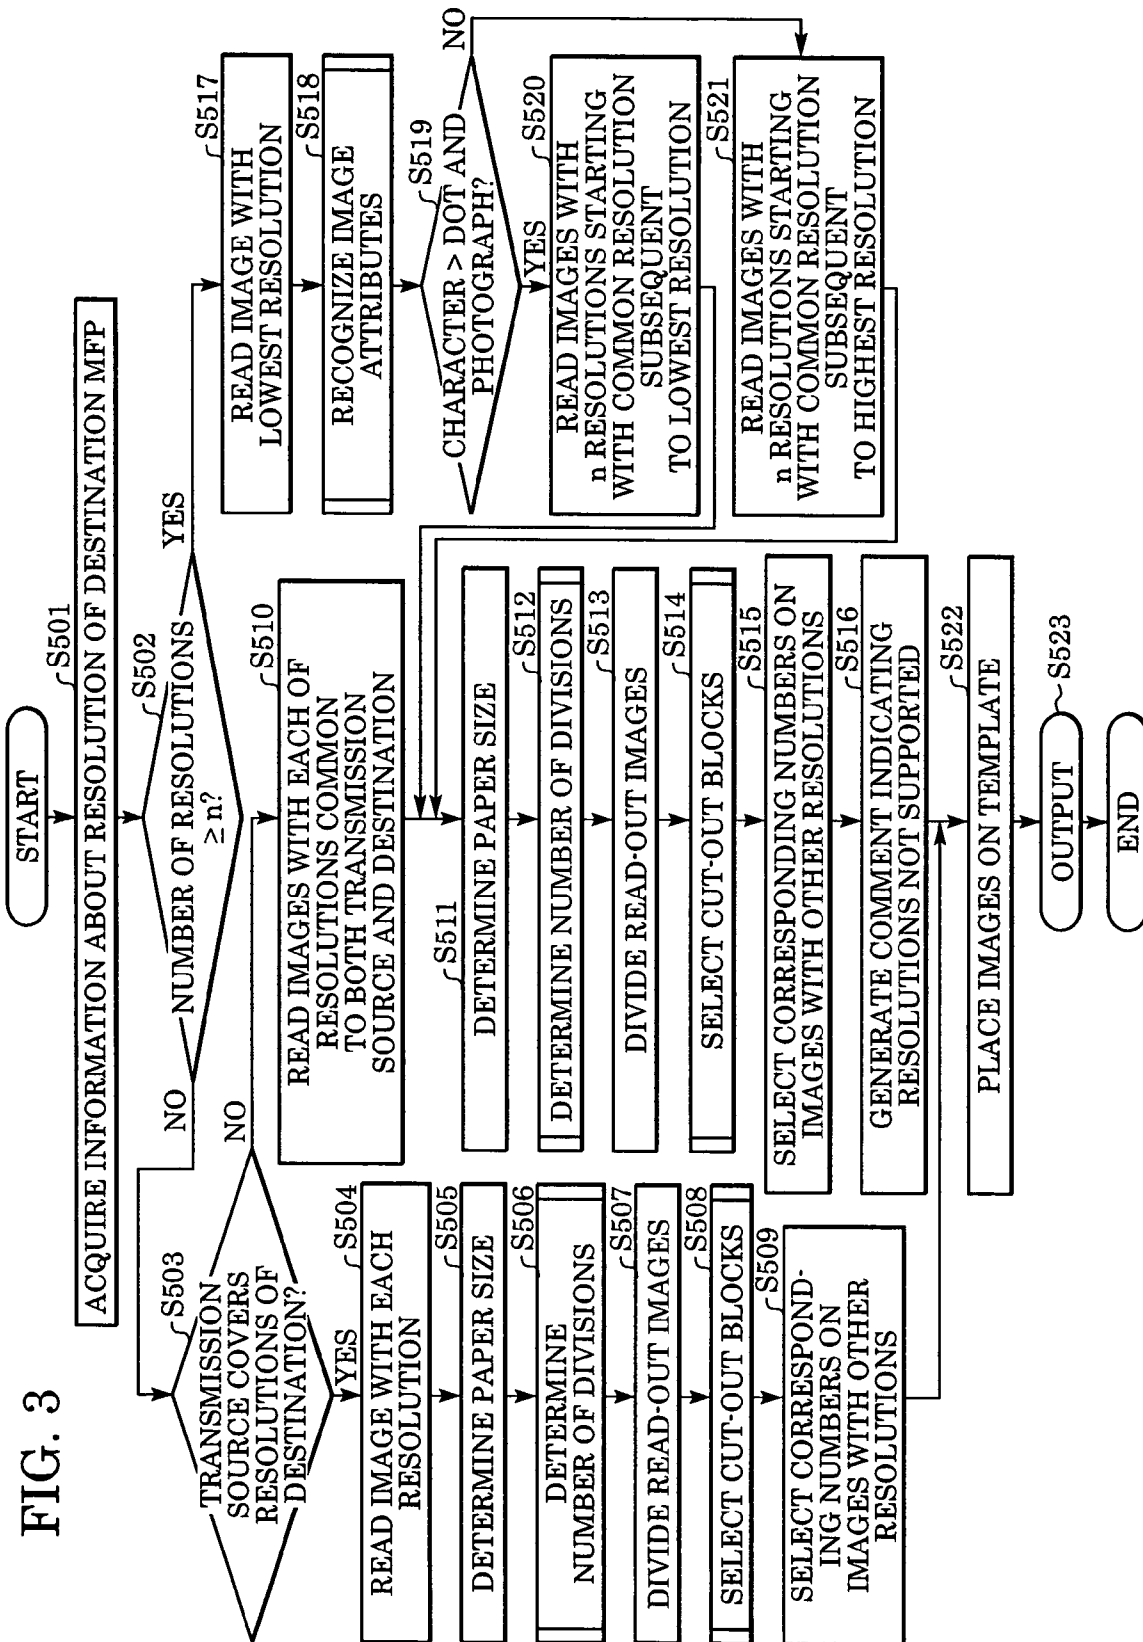 FIG. 3
START
S501
ACQUIRE INFORMATION ABOUT RESOLUTION OF DESTINATION MFP
S502
NUMBER OF RESOLUTIONS
≥ n?
NO
YES
S503
TRANSMISSION
SOURCE COVERS
RESOLUTIONS OF
DESTINATION?
NO
YES
S504
READ IMAGE WITH EACH
RESOLUTION
S505
DETERMINE PAPER SIZE
S506
DETERMINE
NUMBER OF DIVISIONS
S507
DIVIDE READ-OUT IMAGES
S508
SELECT CUT-OUT BLOCKS
S509
SELECT CORRESPOND-
ING NUMBERS ON
IMAGES WITH OTHER
RESOLUTIONS
S510
READ IMAGES WITH EACH OF
RESOLUTIONS COMMON
TO BOTH TRANSMISSION
SOURCE AND DESTINATION
S511
DETERMINE PAPER SIZE
S512
DETERMINE NUMBER OF DIVISIONS
S513
DIVIDE READ-OUT IMAGES
S514
SELECT CUT-OUT BLOCKS
S515
SELECT CORRESPONDING NUMBERS ON
IMAGES WITH OTHER RESOLUTIONS
S516
GENERATE COMMENT INDICATING
RESOLUTIONS NOT SUPPORTED
S517
READ IMAGE WITH
LOWEST RESOLUTION
S518
RECOGNIZE IMAGE
ATTRIBUTES
S519
CHARACTER > DOT AND
PHOTOGRAPH?
NO
YES
S520
READ IMAGES WITH
n RESOLUTIONS STARTING
WITH COMMON RESOLUTION
SUBSEQUENT
TO LOWEST RESOLUTION
S521
READ IMAGES WITH
n RESOLUTIONS STARTING
WITH COMMON RESOLUTION
SUBSEQUENT
TO HIGHEST RESOLUTION
S522
PLACE IMAGES ON TEMPLATE
S523
OUTPUT
END